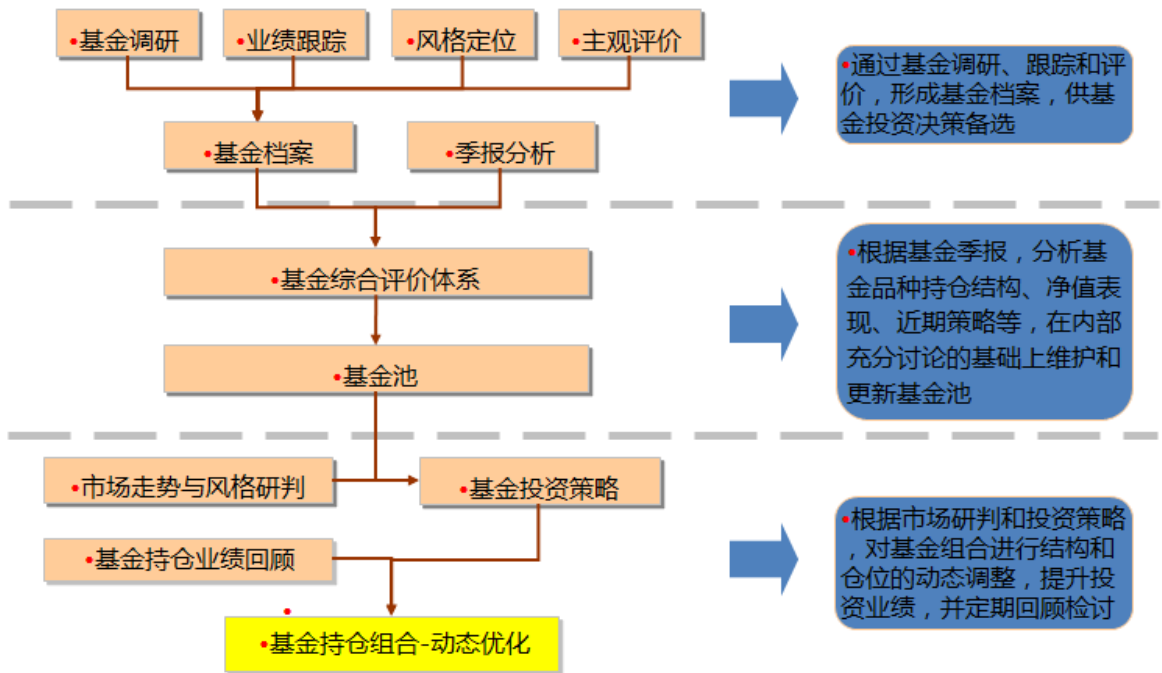 •基金调研
•业绩跟踪
•风格定位
•主观评价
•通过基金调研、跟踪和评
价，形成基金档案，供基
金投资决策备选
•基金档案
•季报分析
•基金综合评价体系
•基金池
•根据基金季报，分析基
金品种持仓结构、净值表
现、近期策略等，在内部
充分讨论的基础上维护和
更新基金池
•市场走势与风格研判
•基金投资策略
•基金持仓业绩回顾
•
•基金持仓组合-动态优化
•根据市场研判和投资策略
，对基金组合进行结构和
仓位的动态调整，提升投
资业绩，并定期回顾检讨